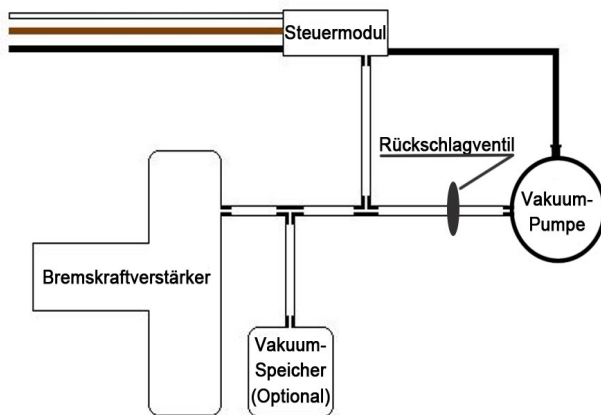 Steuermodul
Rückschlagventil
Vakuum-
Pumpe
Bremskraftverstärker
Vakuum-
Speicher
(Optional)